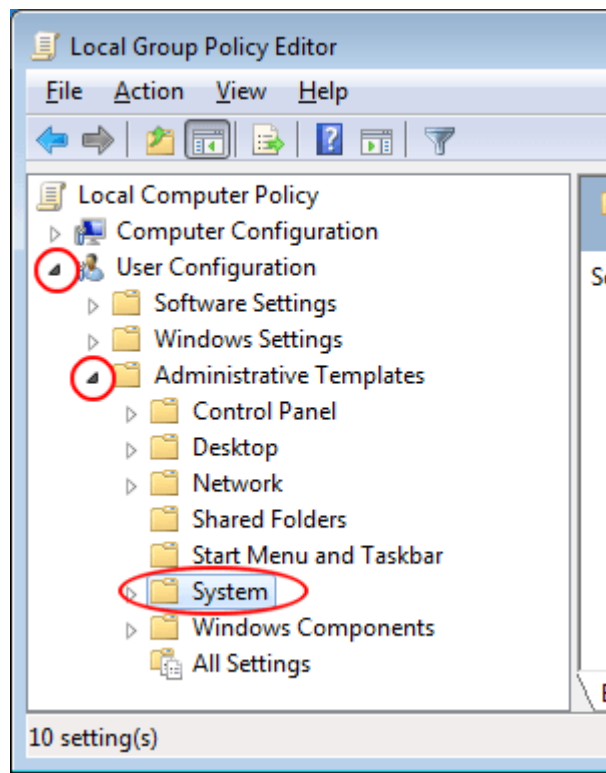 Local Group Policy Editor
File Action View Help
Local Computer Policy
Computer Configuration
User Configuration
Software Settings
Windows Settings
Administrative Templates
Control Panel
Desktop
Network
Shared Folders
Start Menu and Taskbar
System
Windows Components
All Settings
10 setting(s)